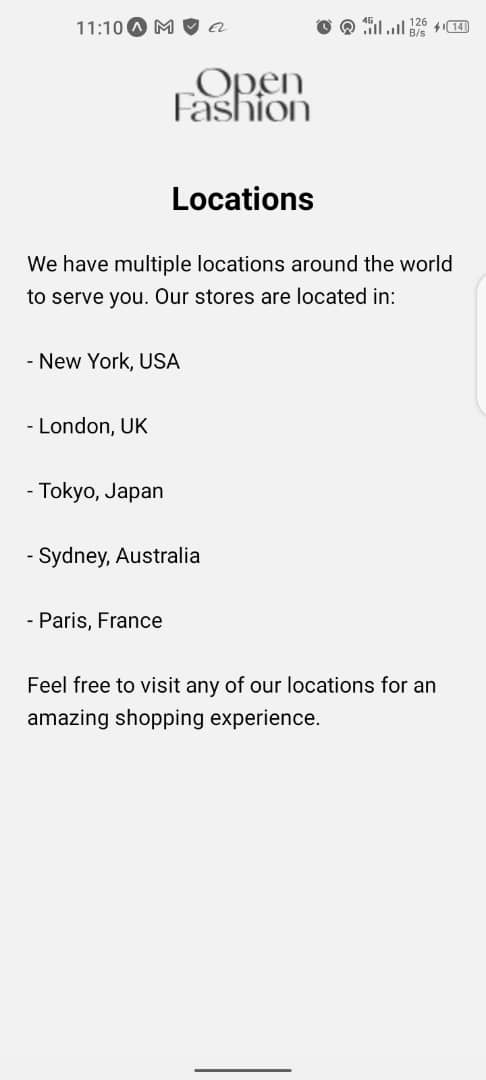 11:10
4G
126
B/s
14
Open
Fashion
Locations
We have multiple locations around the world
to serve you. Our stores are located in:
- New York, USA
- London, UK
- Tokyo, Japan
- Sydney, Australia
- Paris, France
Feel free to visit any of our locations for an
amazing shopping experience.